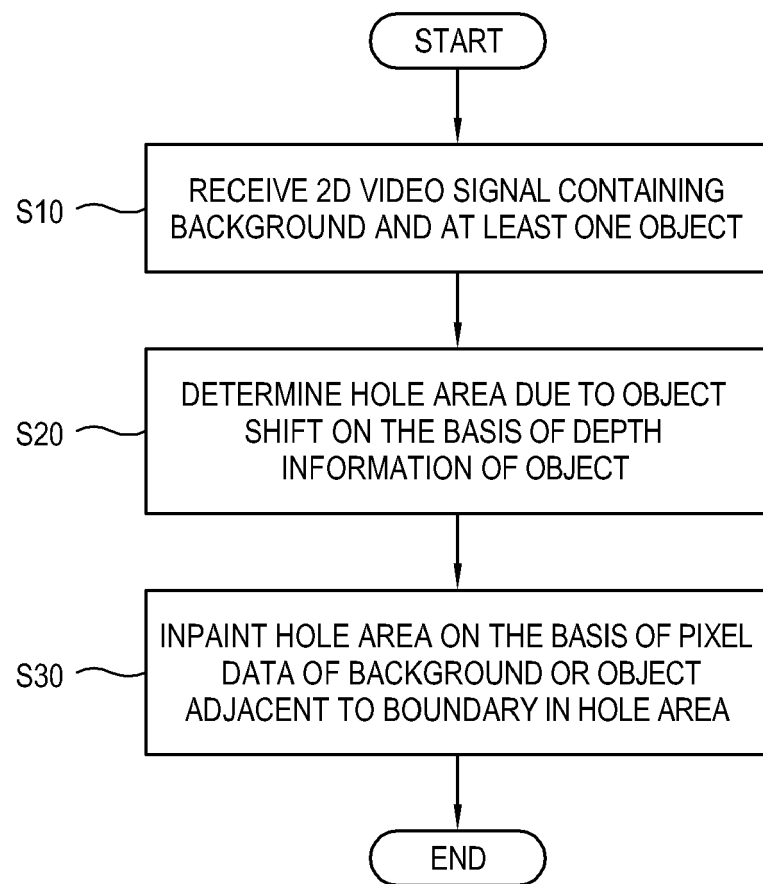 START
S10
RECEIVE 2D VIDEO SIGNAL CONTAINING
BACKGROUND AND AT LEAST ONE OBJECT
S20
DETERMINE HOLE AREA DUE TO OBJECT
SHIFT ON THE BASIS OF DEPTH
INFORMATION OF OBJECT
S30
INPAINT HOLE AREA ON THE BASIS OF PIXEL
DATA OF BACKGROUND OR OBJECT
ADJACENT TO BOUNDARY IN HOLE AREA
END